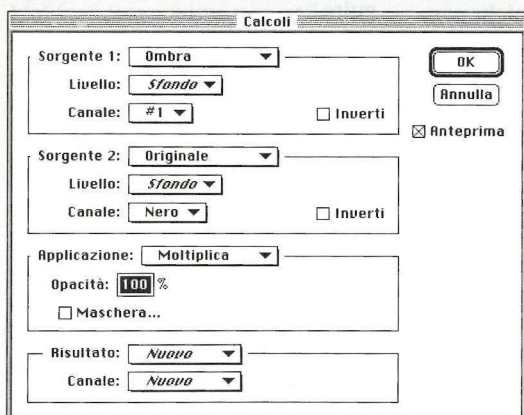 Calcoli
Sorgente 1: Ombra
Livello: Sfondo
Canale: #1
Inverti
OK
Annulla
Anteprima
Sorgente 2: Originale
Livello: Sfondo
Canale: Nero
Inverti
Applicazione: Moltiplica
Opacità: 100 %
Maschera...
Risultato: Nuovo
Canale: Nuovo